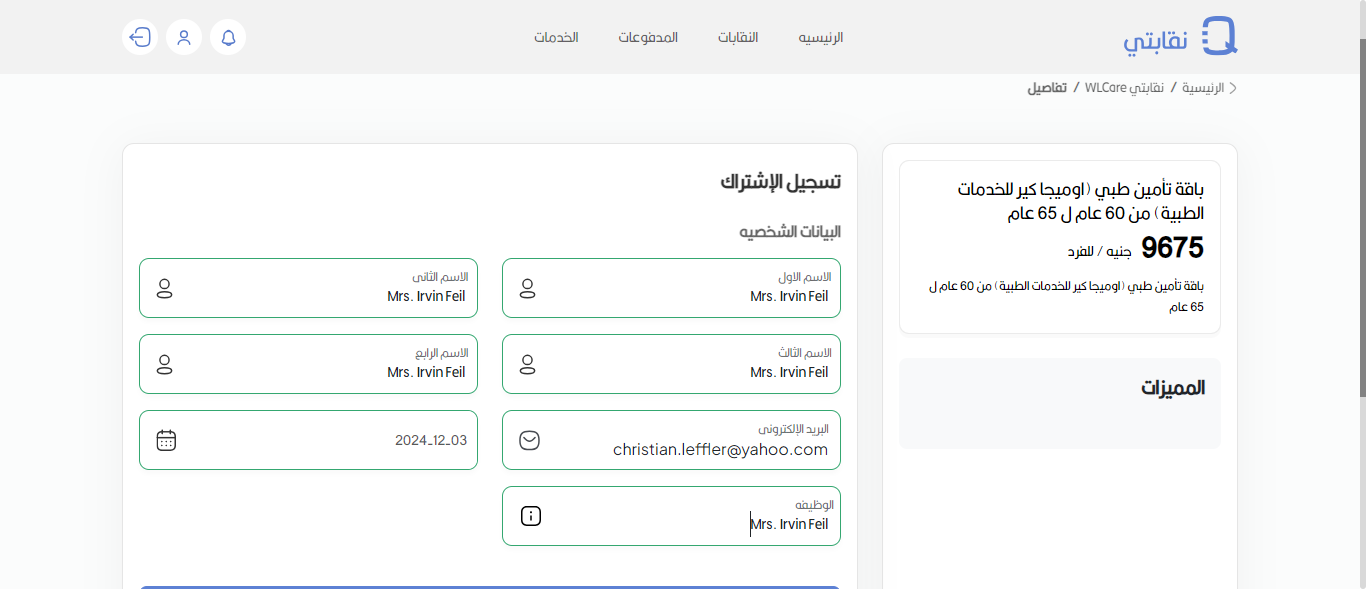 نقابتي
الرئيسيه
النقابات
المدفوعات
الخدمات
الرئيسية / نقابتي WLCare / تفاصيل
باقة تأمين طبي (اوميجا كير للخدمات
الطبية) من 60 عام ل 65 عام
9675 جنيه / للفرد
باقة تأمين طبي (اوميجا كير للخدمات الطبية) من 60 عام ل
65 عام
المميزات
تسجيل الإشتراك
البيانات الشخصيه
الاسم الاول
Mrs. Irvin Feil
الاسم الثانى
Mrs. Irvin Feil
الاسم الثالث
Mrs. Irvin Feil
الاسم الرابع
Mrs. Irvin Feil
البريد الإلكترونى
christian.leffler@yahoo.com
2024_12_03
الوظيفه
Mrs. Irvin Feil